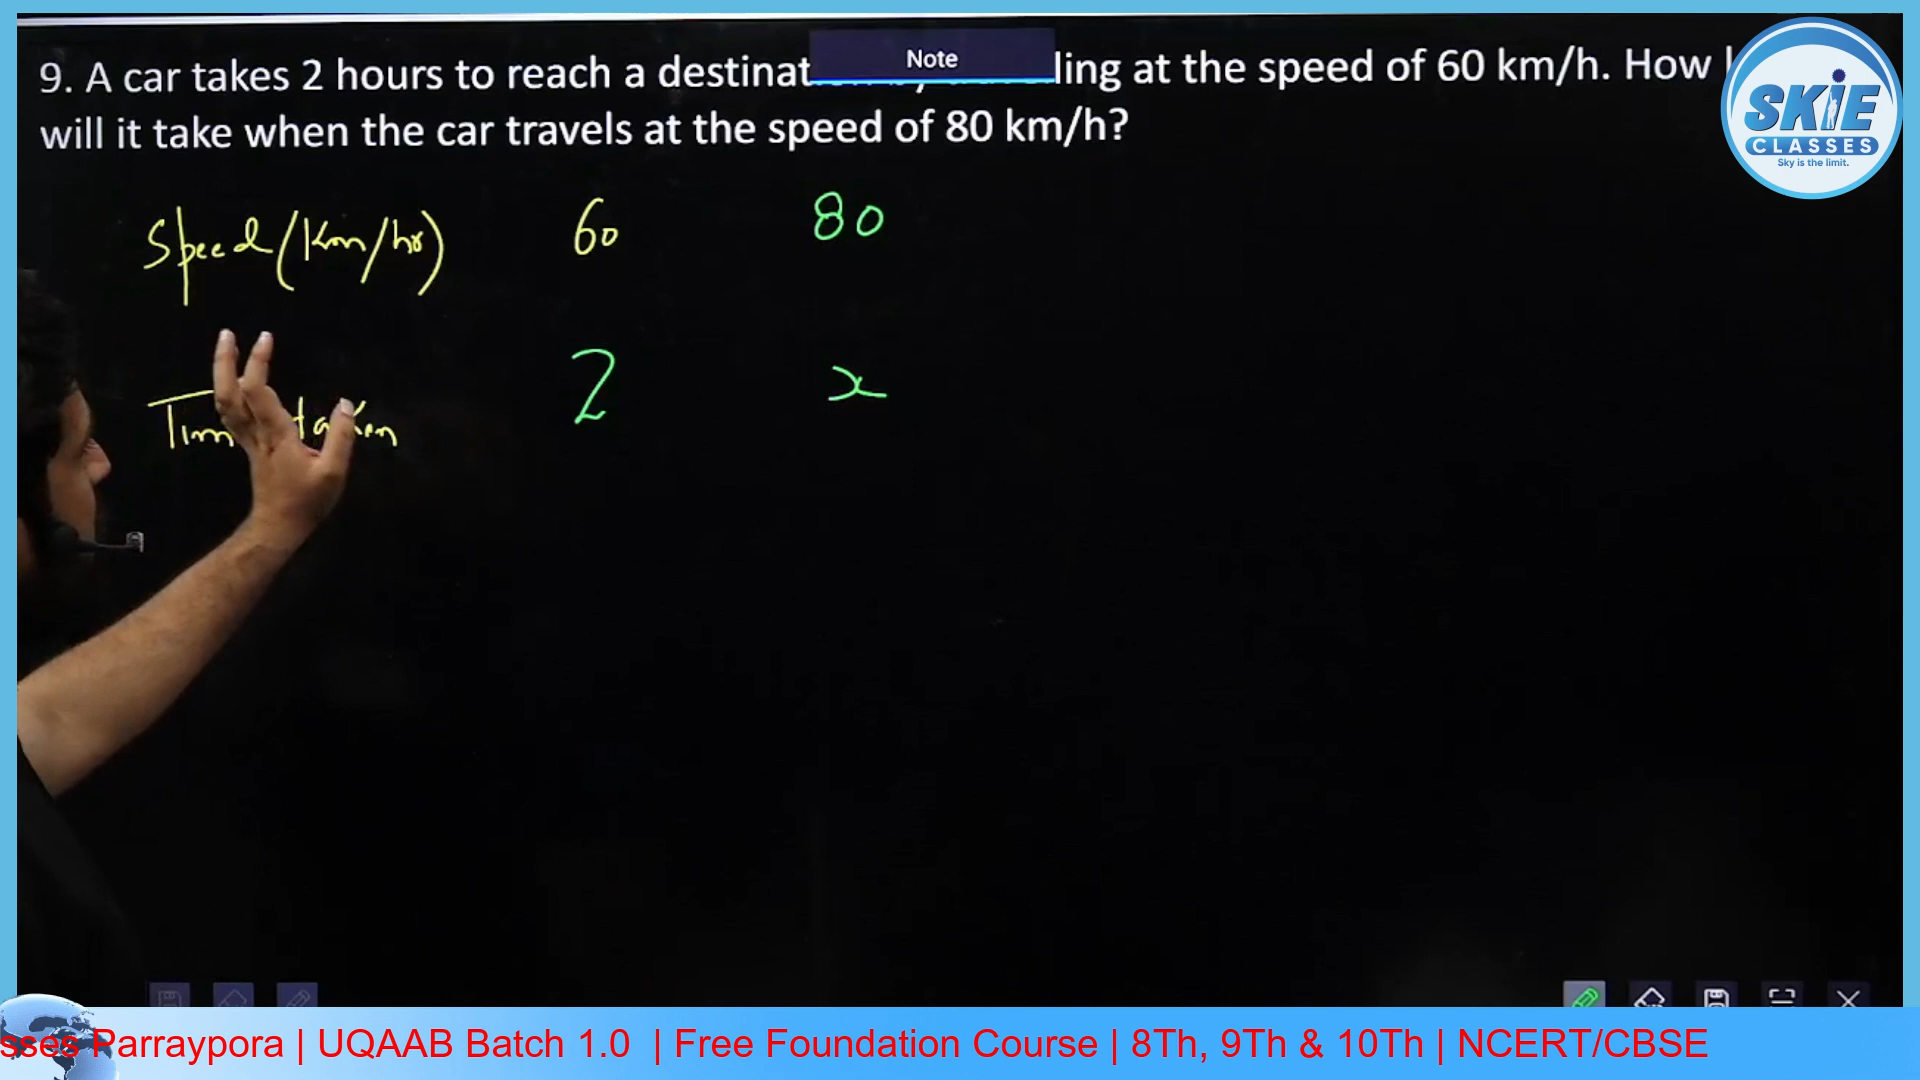 9. A car takes 2 hours to reach a destinat Note ling at the speed of 60 km/h. How
will it take when the car travels at the speed of 80 km/h?
SKIE
CLASSES
Sky is the limit.
Speed (Km/hr) 60 80
2 x
Parraypora | UQAAB Batch 1.0 | Free Foundation Course | 8Th, 9Th & 10Th | NCERT/CBSE